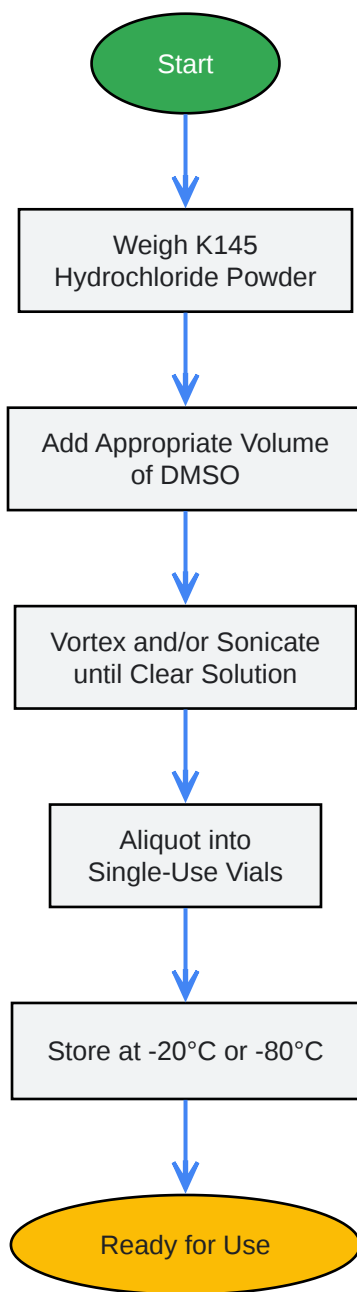 Start
Weigh K145
Hydrochloride Powder
Add Appropriate Volume
of DMSO
Vortex and/or Sonicate
until Clear Solution
Aliquot into
Single-Use Vials
Store at -20°C or -80°C
Ready for Use